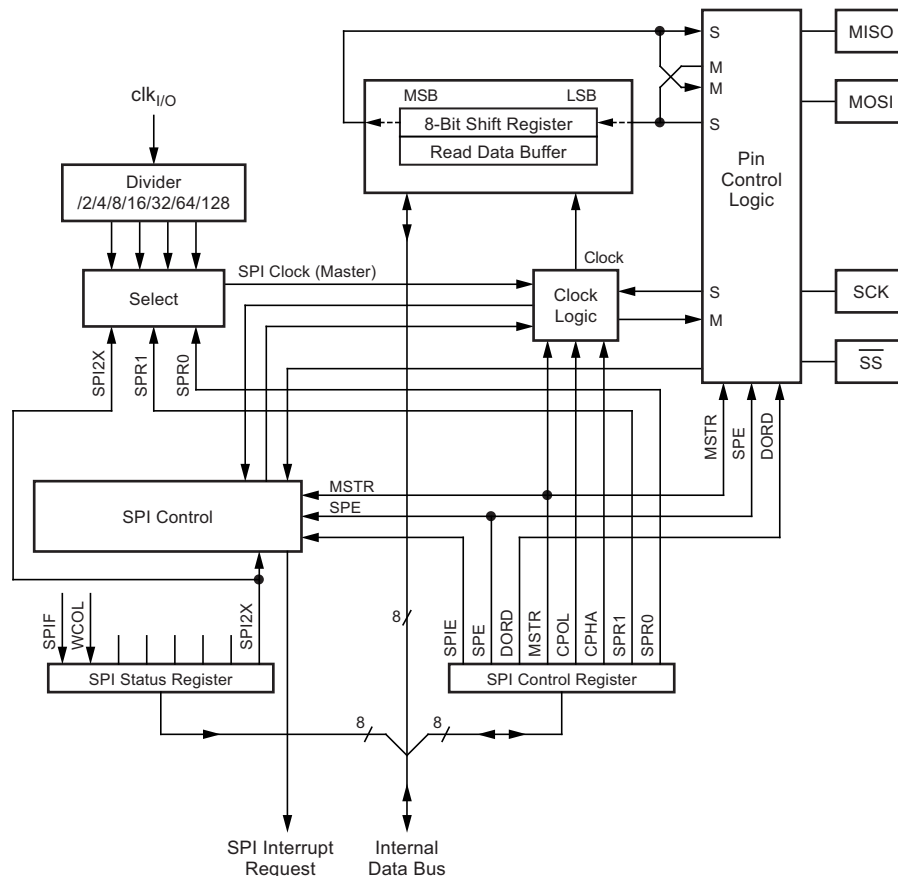 S
MISO
M
M
MOSI
S
clkI/O
MSB
LSB
8-Bit Shift Register
Read Data Buffer
Pin
Control
Logic
Divider
/2/4/8/16/32/64/128
Clock
SPI Clock (Master)
Select
Clock
Logic
S
M
SCK
SS
SPI2X
SPR1
SPR0
MSTR
SPE
DORD
MSTR
SPE
SPI Control
SPIF
WCOL
SPI2X
8
SPIE
SPE
DORD
MSTR
CPOL
CPHA
SPR1
SPR0
SPI Status Register
SPI Control Register
8
8
SPI Interrupt
Request
Internal
Data Bus